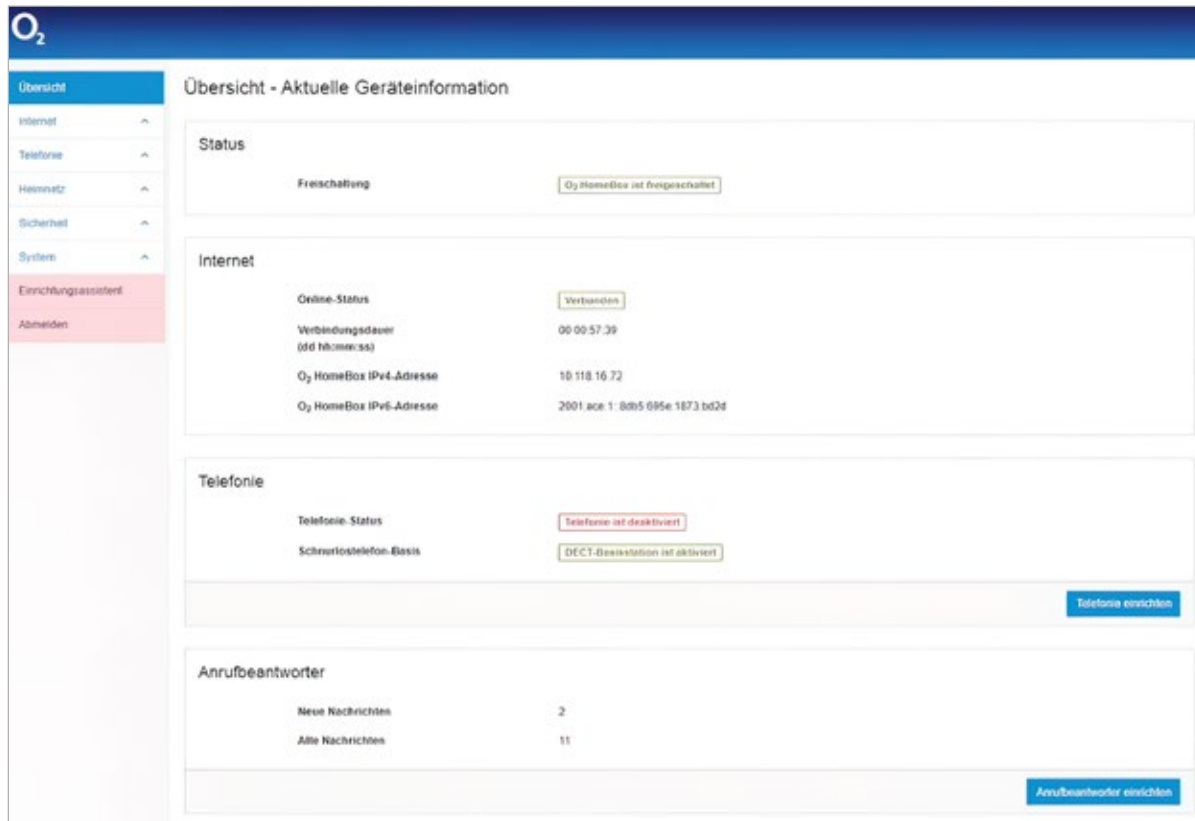 O₂
Übersicht
Internet
Telefonie
Heimnetz
Sicherheit
System
Einrichtungsassistent
Abmelden
Übersicht - Aktuelle Geräteinformation
Status
Freischaltung O₂ HomeBox ist freigeschaltet
Internet
Online-Status Verbunden
Verbindungsdauer 00 00:57:39
(dd hh:mm:ss)
O₂ HomeBox IPv4-Adresse 10.118.16.72
O₂ HomeBox IPv6-Adresse 2001:ace:1::8db5:695e:1873:bd2d
Telefonie
Telefonie-Status Telefonie ist deaktiviert
Schnurlostelefon-Basis DECT-Basisstation ist aktiviert
Telefonie einrichten
Anrufbeantworter
Neue Nachrichten 2
Alte Nachrichten 11
Anrufbeantworter einrichten